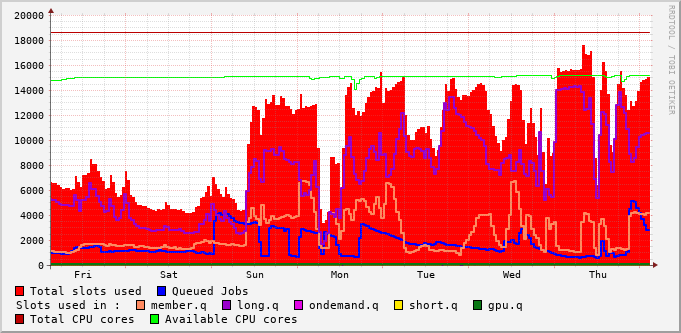 20000
18000
16000
14000
12000
10000
8000
6000
4000
2000
0
Fri Sat Sun Mon Tue Wed Thu
RRDTOOL / TOBI OETIKER
Total slots used Queued Jobs
Slots used in : member.q long.q ondemand.q short.q gpu.q
Total CPU cores Available CPU cores